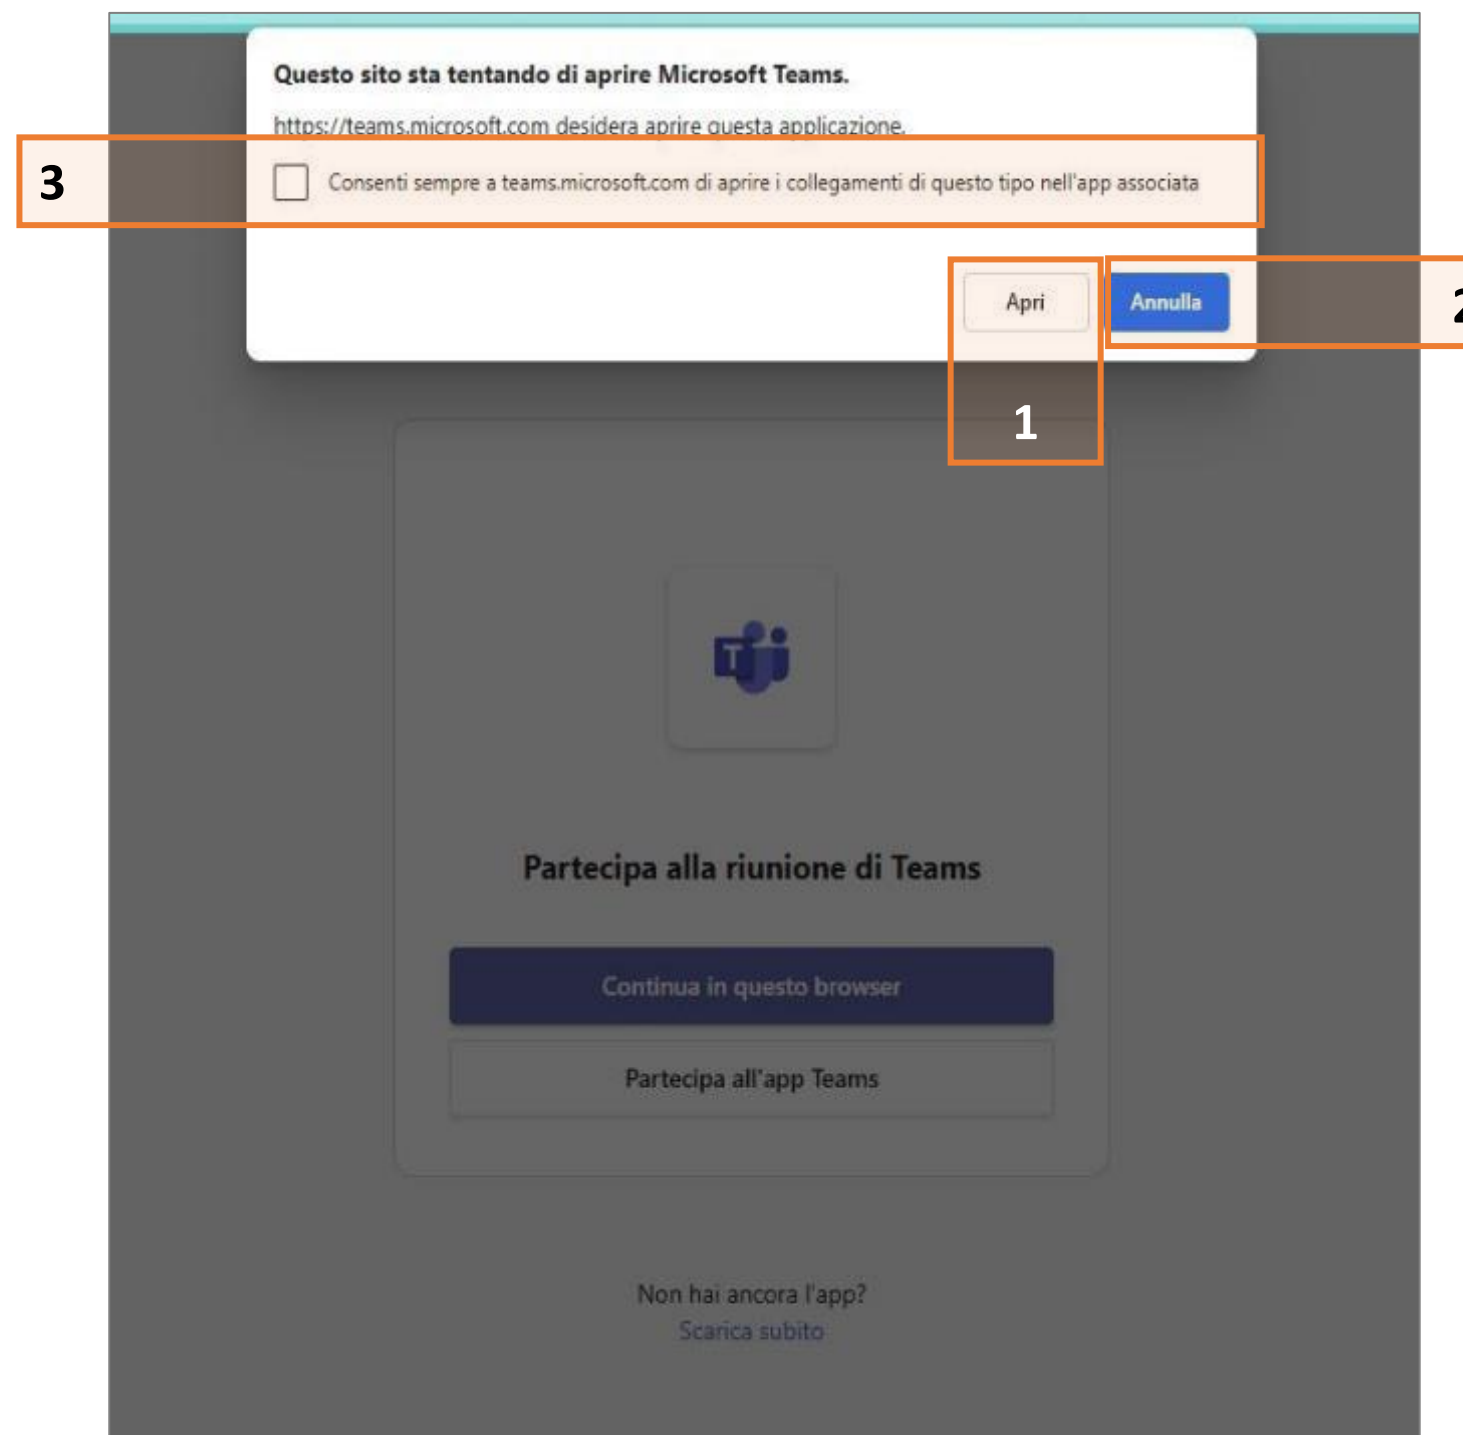 Questo sito sta tentando di aprire Microsoft Teams.
https://teams.microsoft.com desidera aprire questa applicazione.
3
Consenti sempre a teams.microsoft.com di aprire i collegamenti di questo tipo nell'app associata
Apri
Annulla
2
1
T
Partecipa alla riunione di Teams
Continua in questo browser
Partecipa all'app Teams
Non hai ancora l'app?
Scarica subito